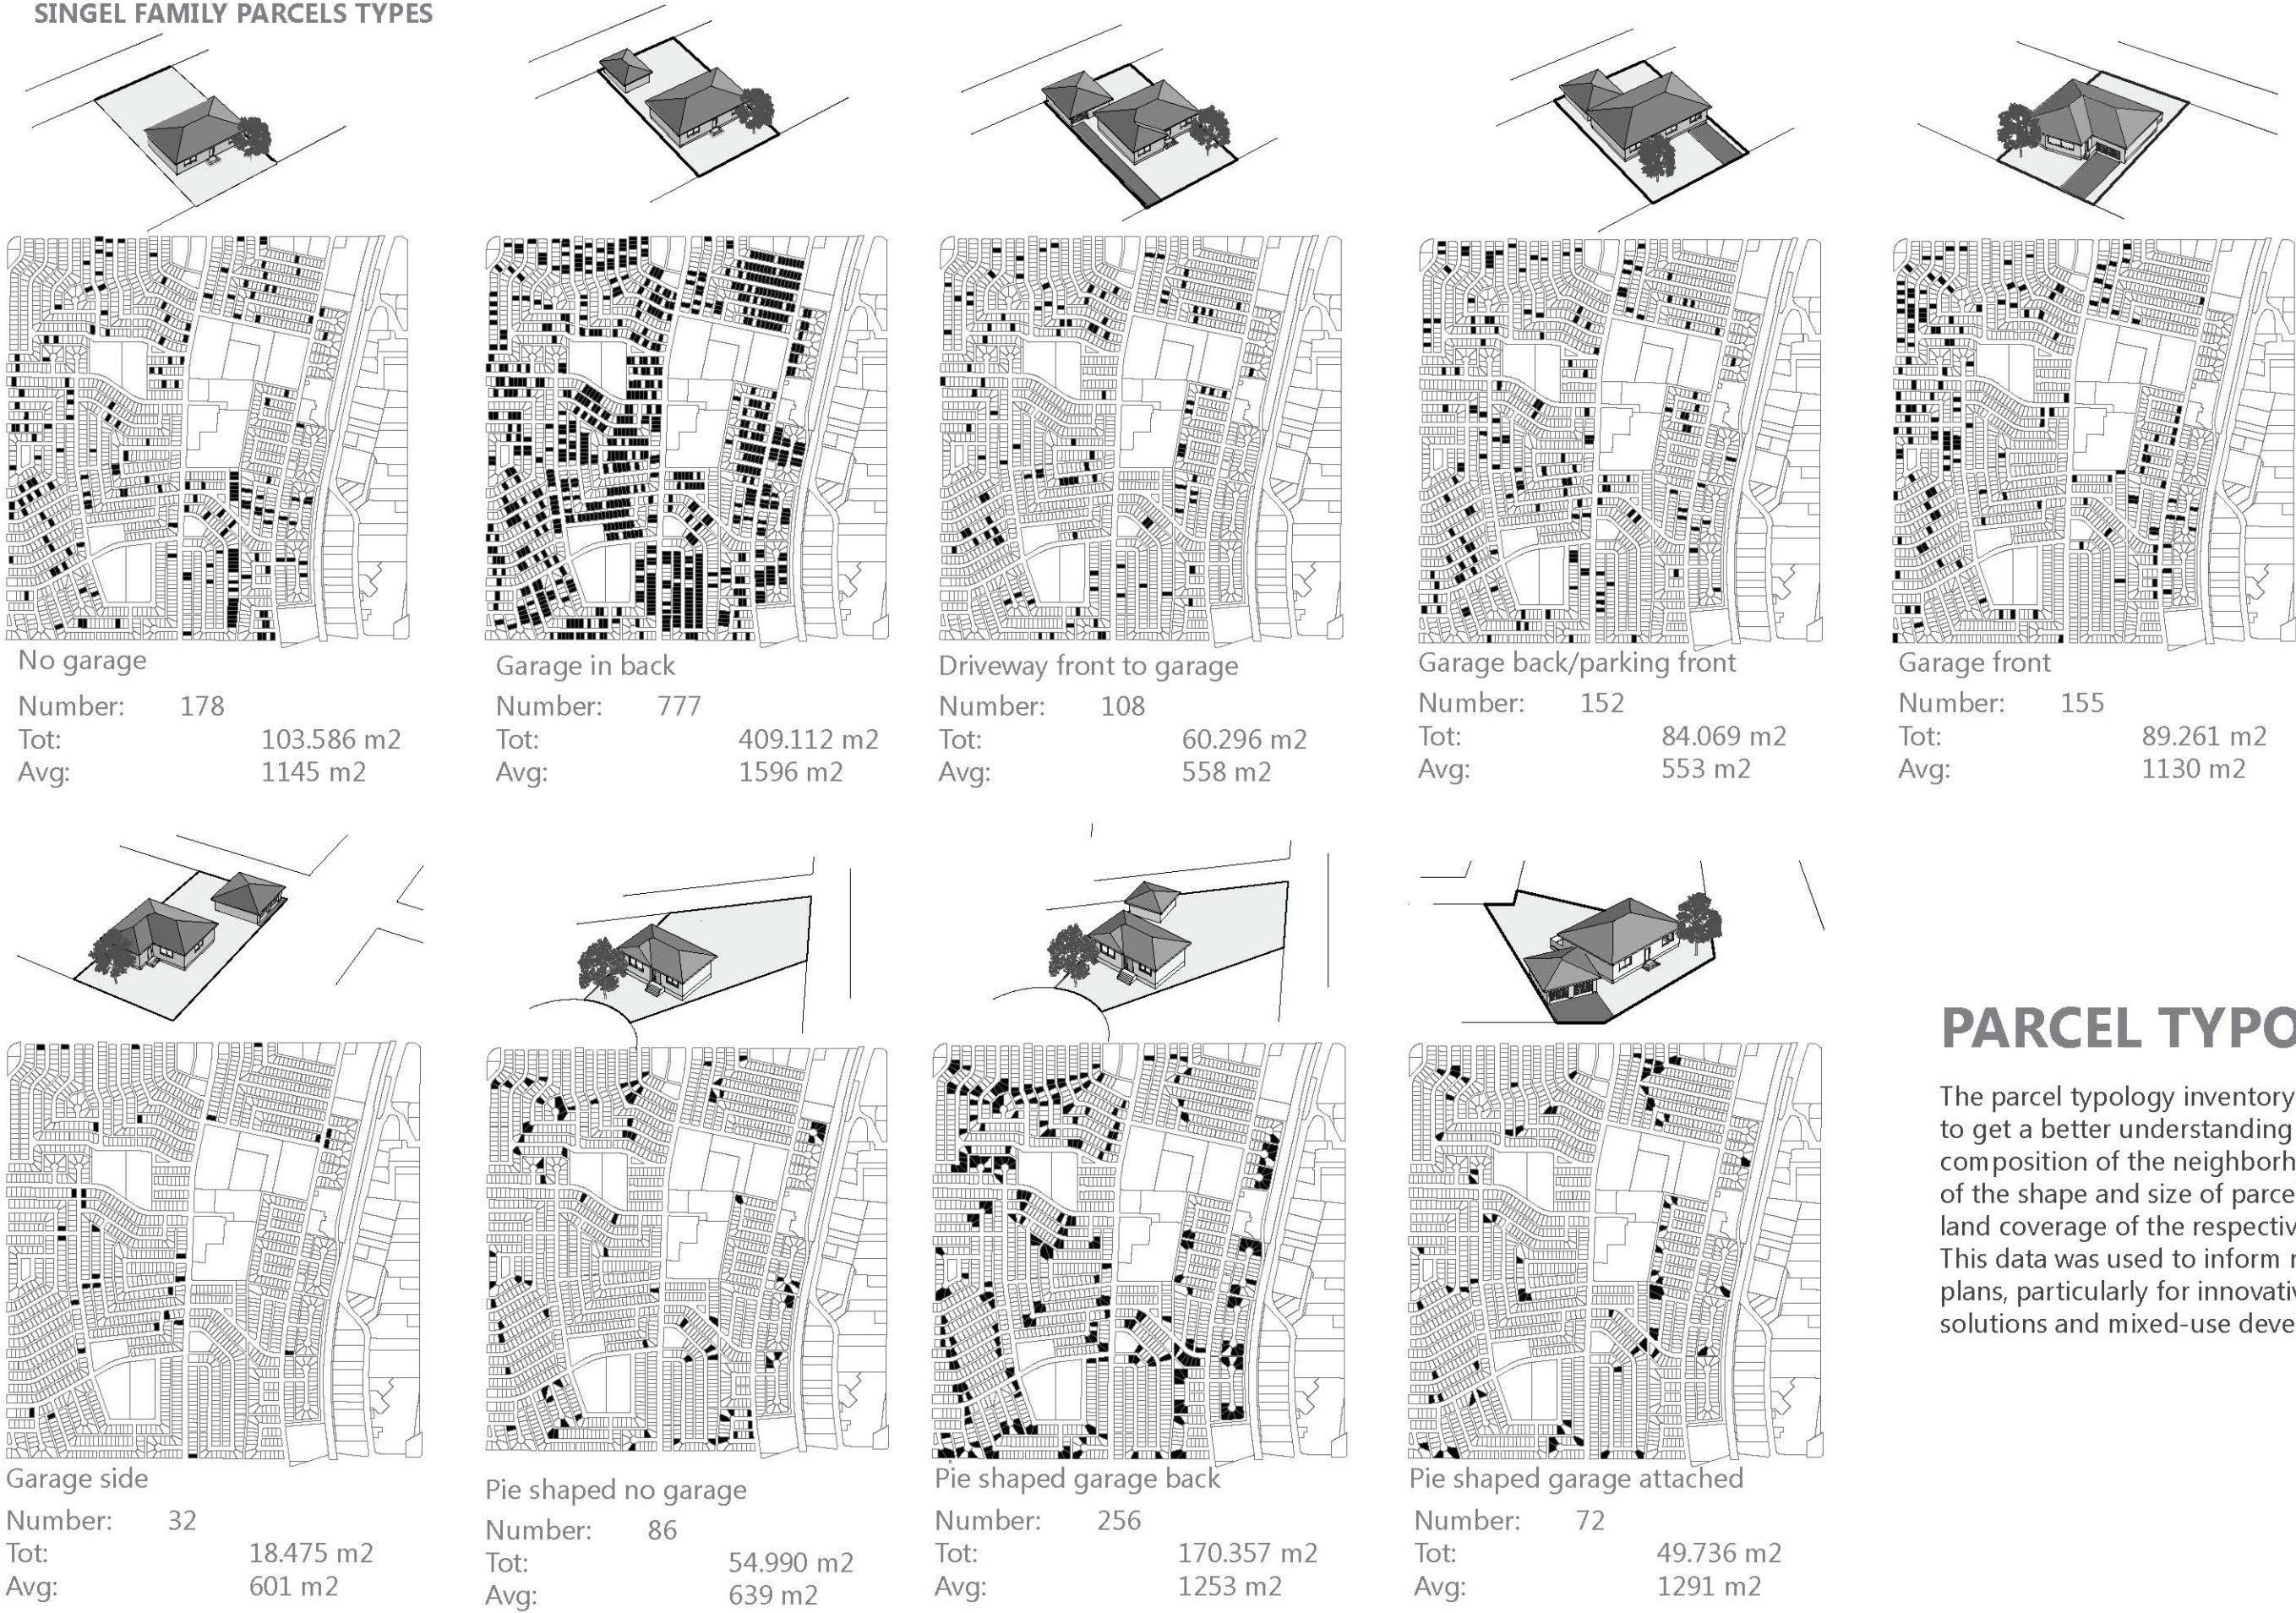 SINGEL FAMILY PARCELS TYPES
No garage
Number: 178
Tot: 103.586 m2
Avg: 1145 m2
Garage in back
Number: 777
Tot: 409.112 m2
Avg: 1596 m2
Driveway front to garage
Number: 108
Tot: 60.296 m2
Avg: 558 m2
Garage back/parking front
Number: 152
Tot: 84.069 m2
Avg: 553 m2
Garage front
Number: 155
Tot: 89.261 m2
Avg: 1130 m2
Garage side
Number: 32
Tot: 18.475 m2
Avg: 601 m2
Pie shaped no garage
Number: 86
Tot: 54.990 m2
Avg: 639 m2
Pie shaped garage back
Number: 256
Tot: 170.357 m2
Avg: 1253 m2
Pie shaped garage attached
Number: 72
Tot: 49.736 m2
Avg: 1291 m2
PARCEL TYPO
The parcel typology inventory
to get a better understanding
composition of the neighborh
of the shape and size of parce
land coverage of the respectiv
This data was used to inform r
plans, particularly for innovativ
solutions and mixed-use deve